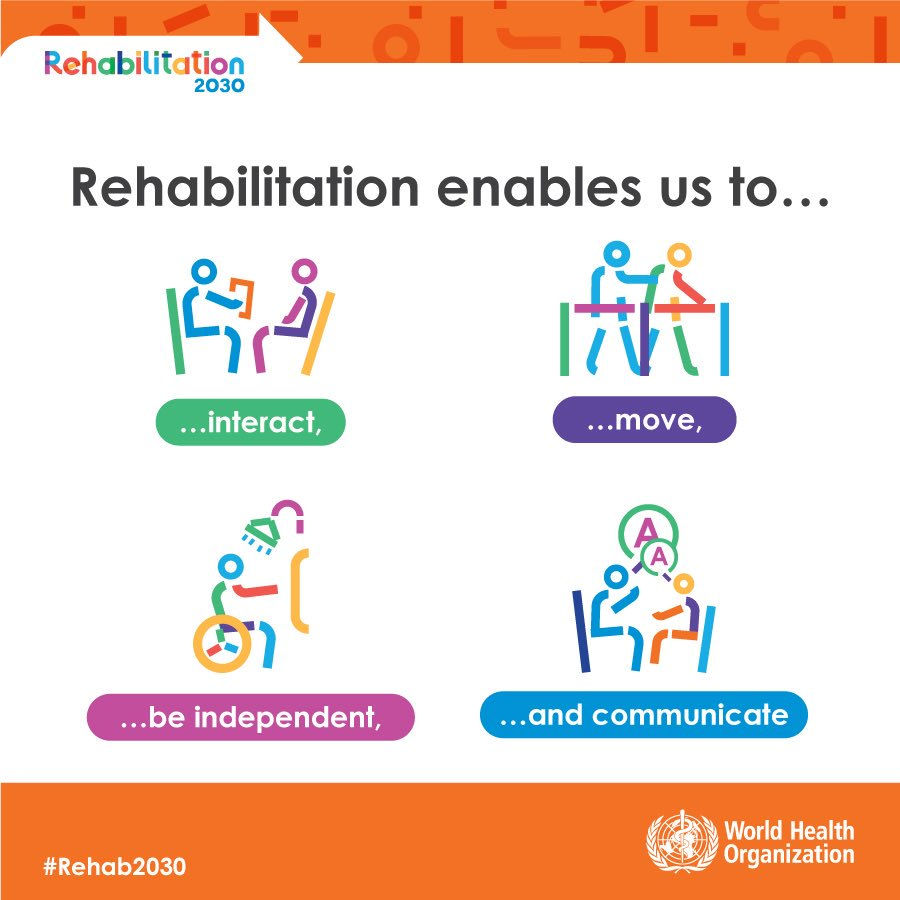 Rehabilitation
2030
Rehabilitation enables us to...
...interact,
...move,
...be independent,
...and communicate
A
A
#Rehab2030
World Health
Organization